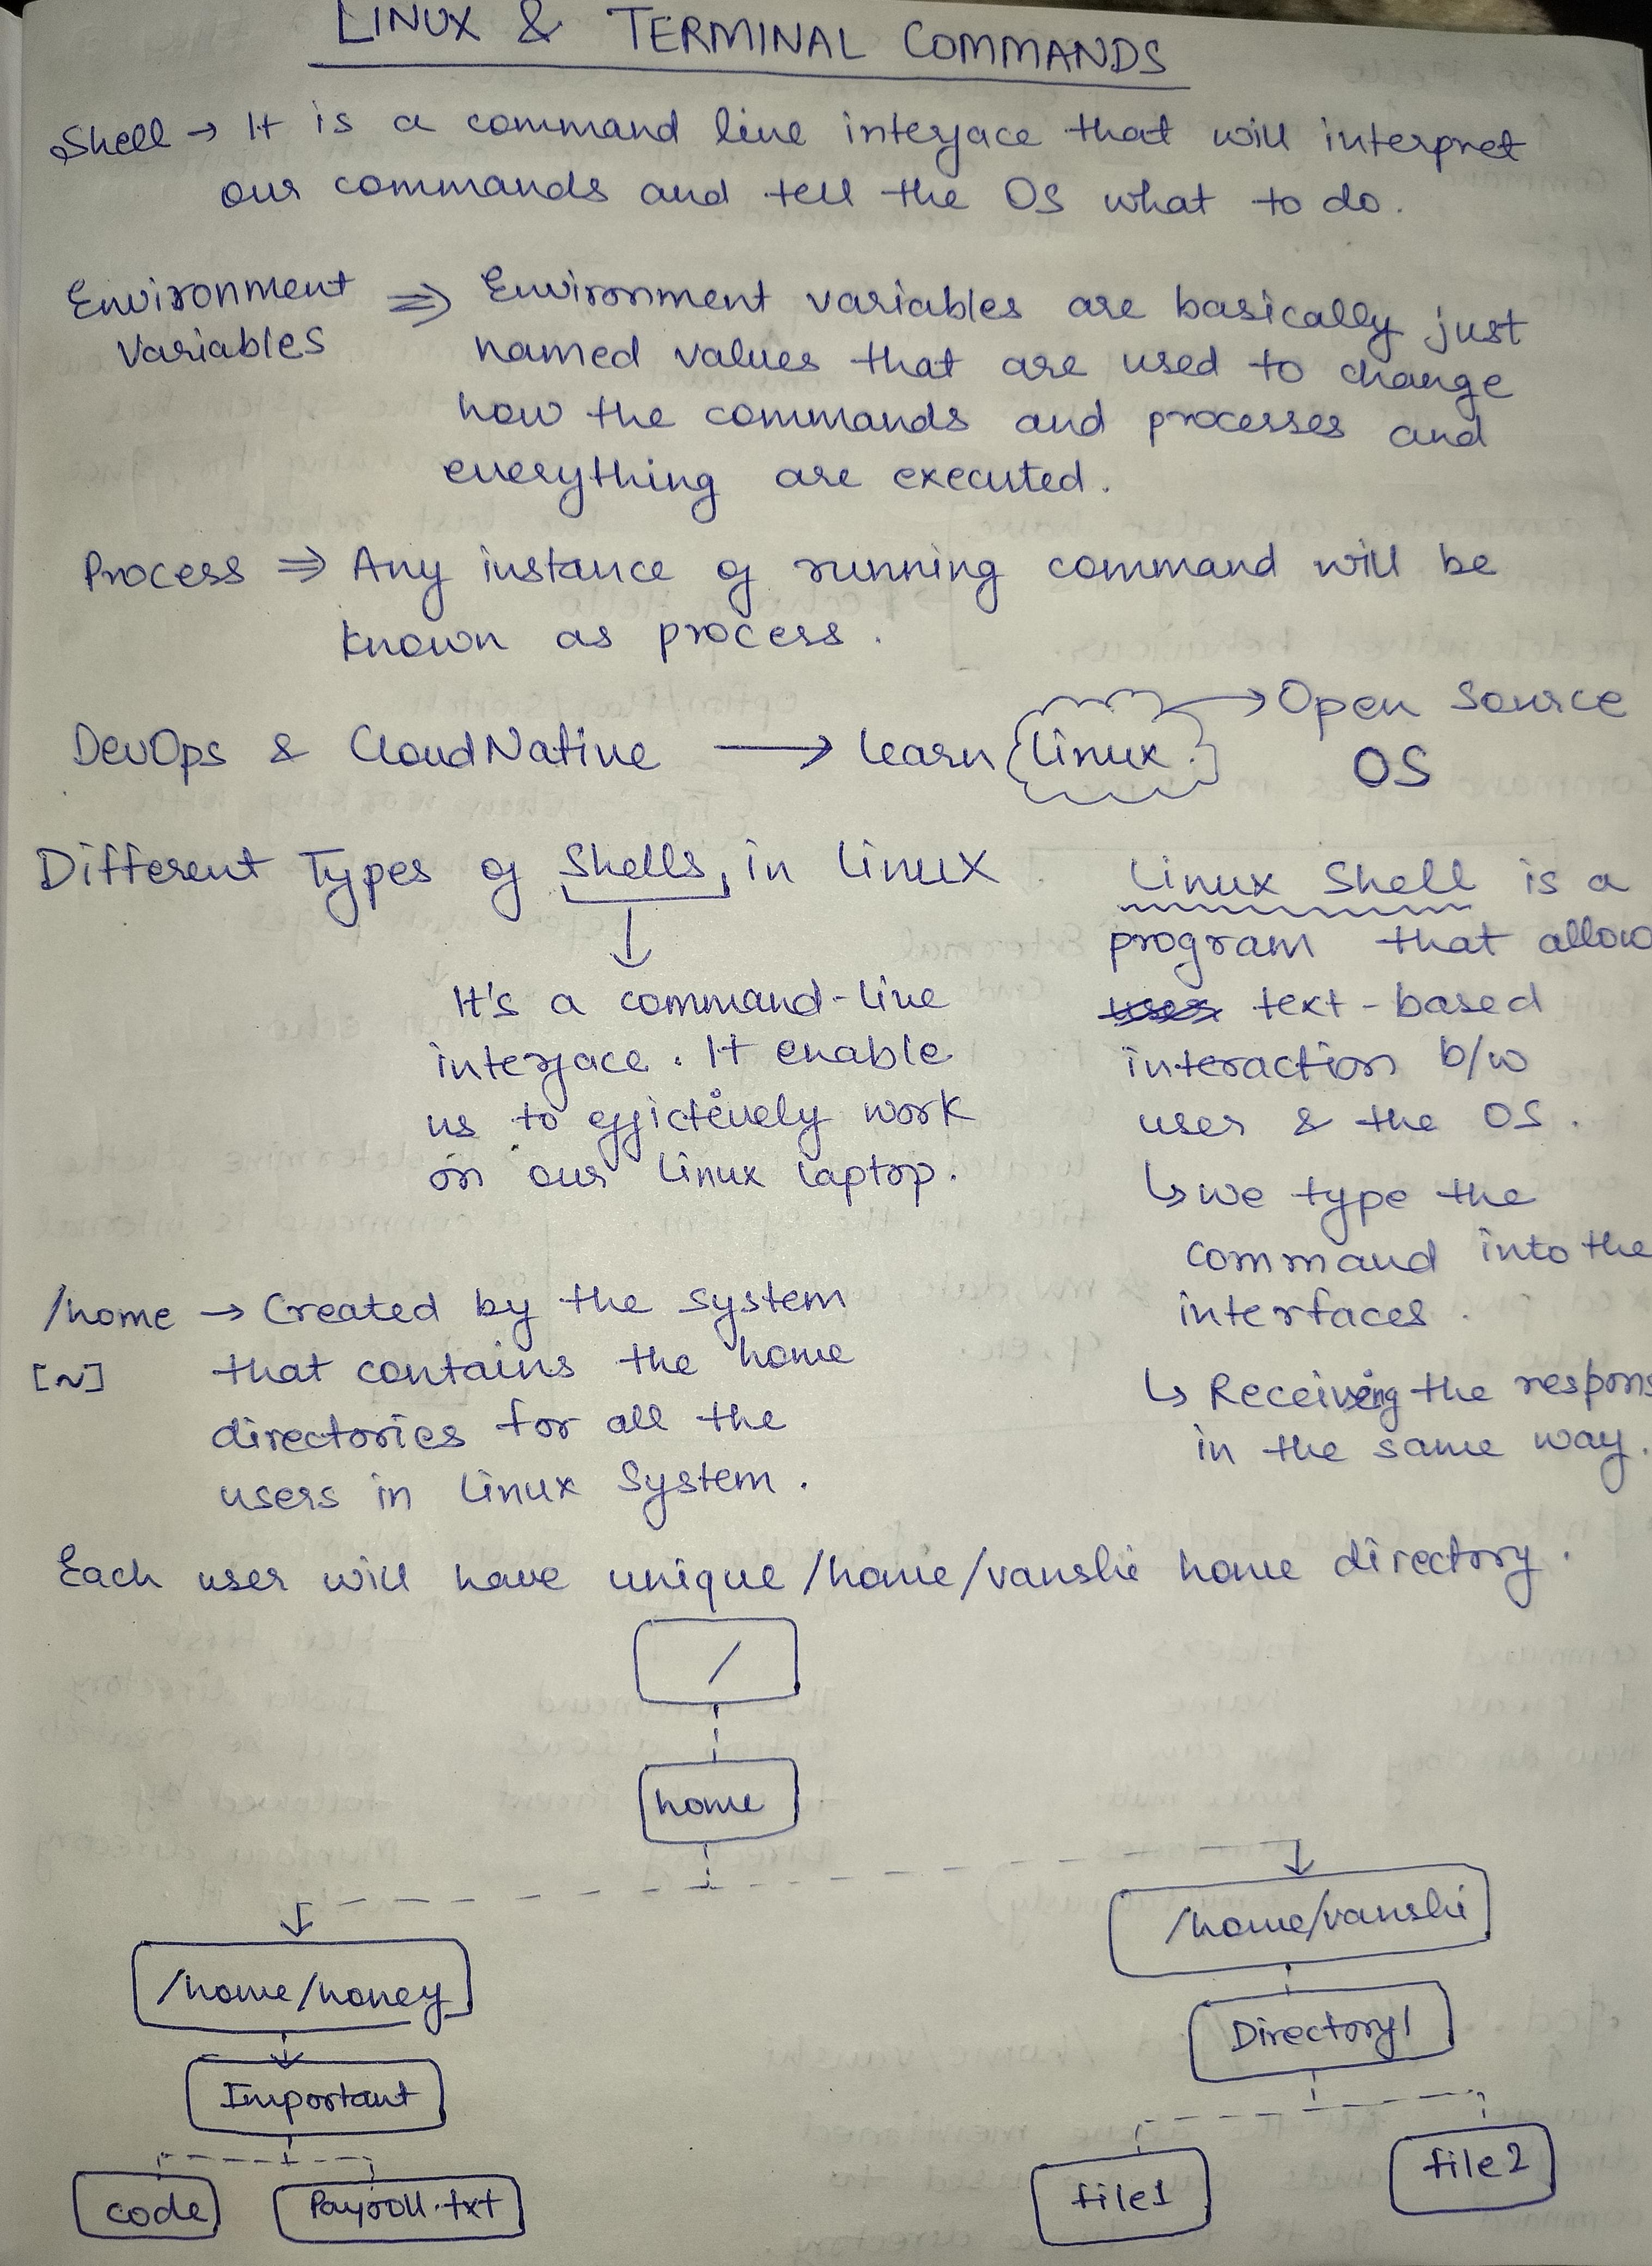 LINUX & TERMINAL COMMANDS
Shell → It is a command line interface that will interpret
our commands and tell the OS what to do.
Environment Variables ⇒ Environment variables are basically just
named values that are used to change
how the commands and processes and
everything are executed.
Process ⇒ Any instance of running command will be
known as process.
DevOps & CloudNative → learn linux → Open Source OS
Different Types of Shells in linux
It's a command-line
interface. It enable
us to
work
on our linux laptop.
Linux Shell is a
program that allow
text-based
interaction b/w
user & the OS.
↳ we type the
command into the
interfaces.
↳ Receiving the respons
in the same way.
/home → Created by the system
[~] that contains the home
directories for all the
users in linux System.
Each user will have unique /home/vanshi home directory.
/
home
/home/honey
/home/vanshi
Important
Directory1
code
Payroll.txt
file1
file2